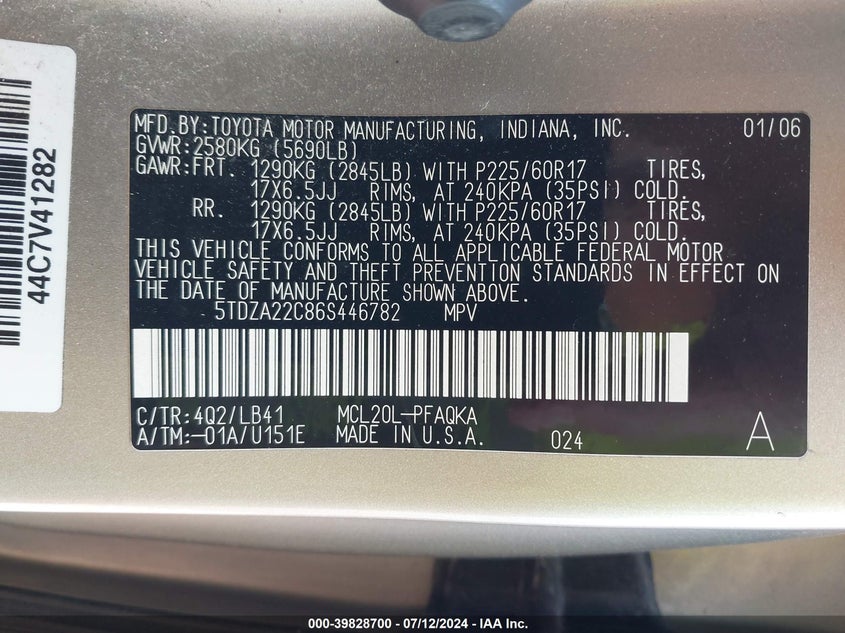 44C7V41282
MFD.BY:TOYOTA MOTOR MANUFACTURING, INDIANA, INC. 01/06
GVWR:2580KG (5690LB)
GAWR:FRT. 1290KG (2845LB) WITH P225/60R17 TIRES,
17X6.5JJ RIMS, AT 240KPA (35PSI) COLD.
RR. 1290KG (2845LB) WITH P225/60R17 TIRES,
17X6.5JJ RIMS, AT 240KPA (35PSI) COLD.
THIS VEHICLE CONFORMS TO ALL APPLICABLE FEDERAL MOTOR
VEHICLE SAFETY AND THEFT PREVENTION STANDARDS IN EFFECT ON
THE DATE OF MANUFACTURE SHOWN ABOVE.
5TDZA22C86S446782 MPV
C/TR:4Q2/LB41 MCL20L-PFAQKA
A/TM:-01A/U151E MADE IN U.S.A. 024 A
000-39828700 - 07/12/2024 - IAA Inc.